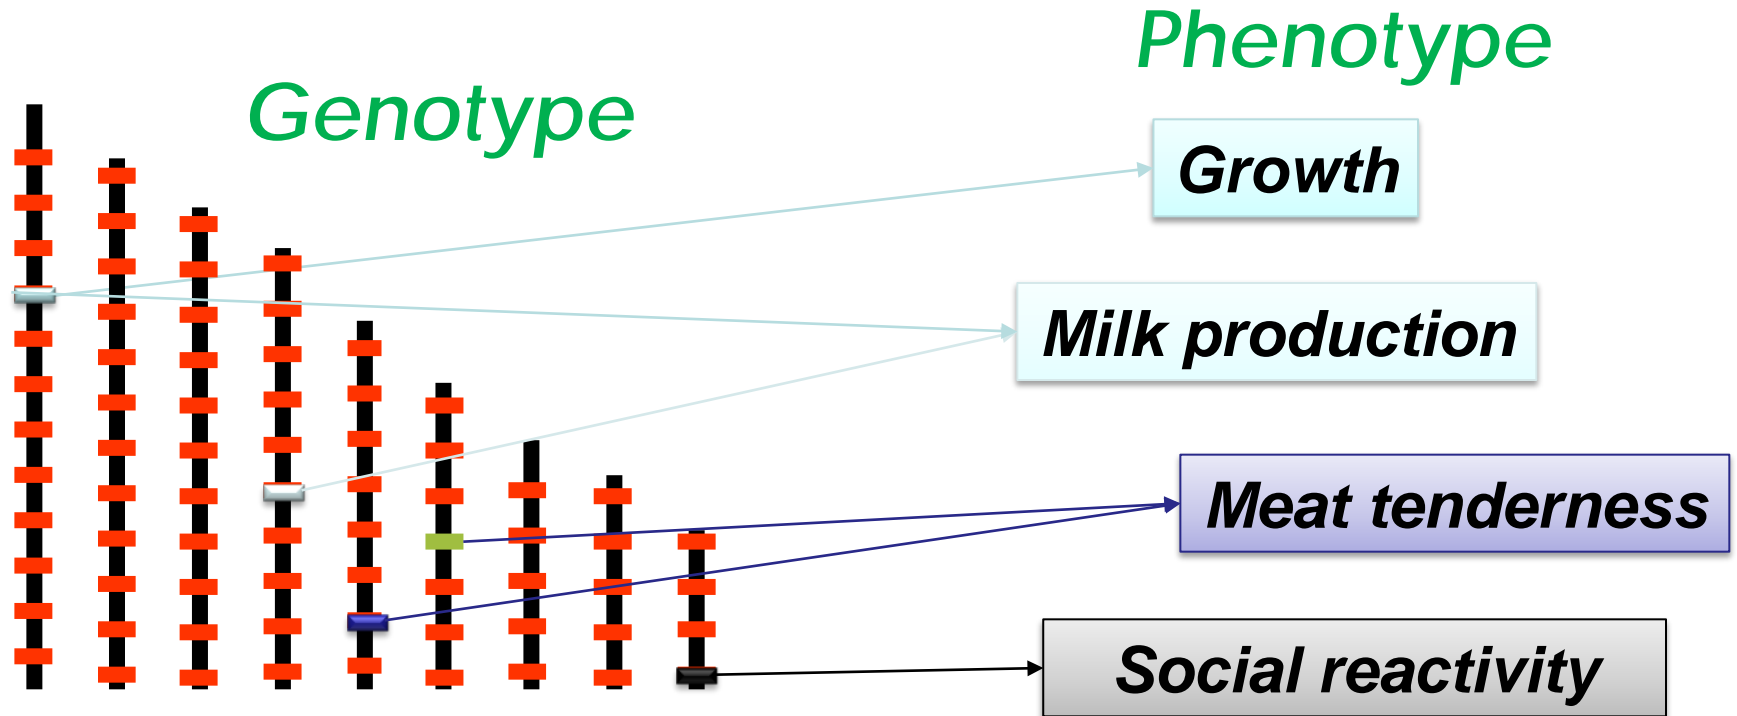 Phenotype
Genotype
Growth
Milk production
Meat tenderness
Social reactivity